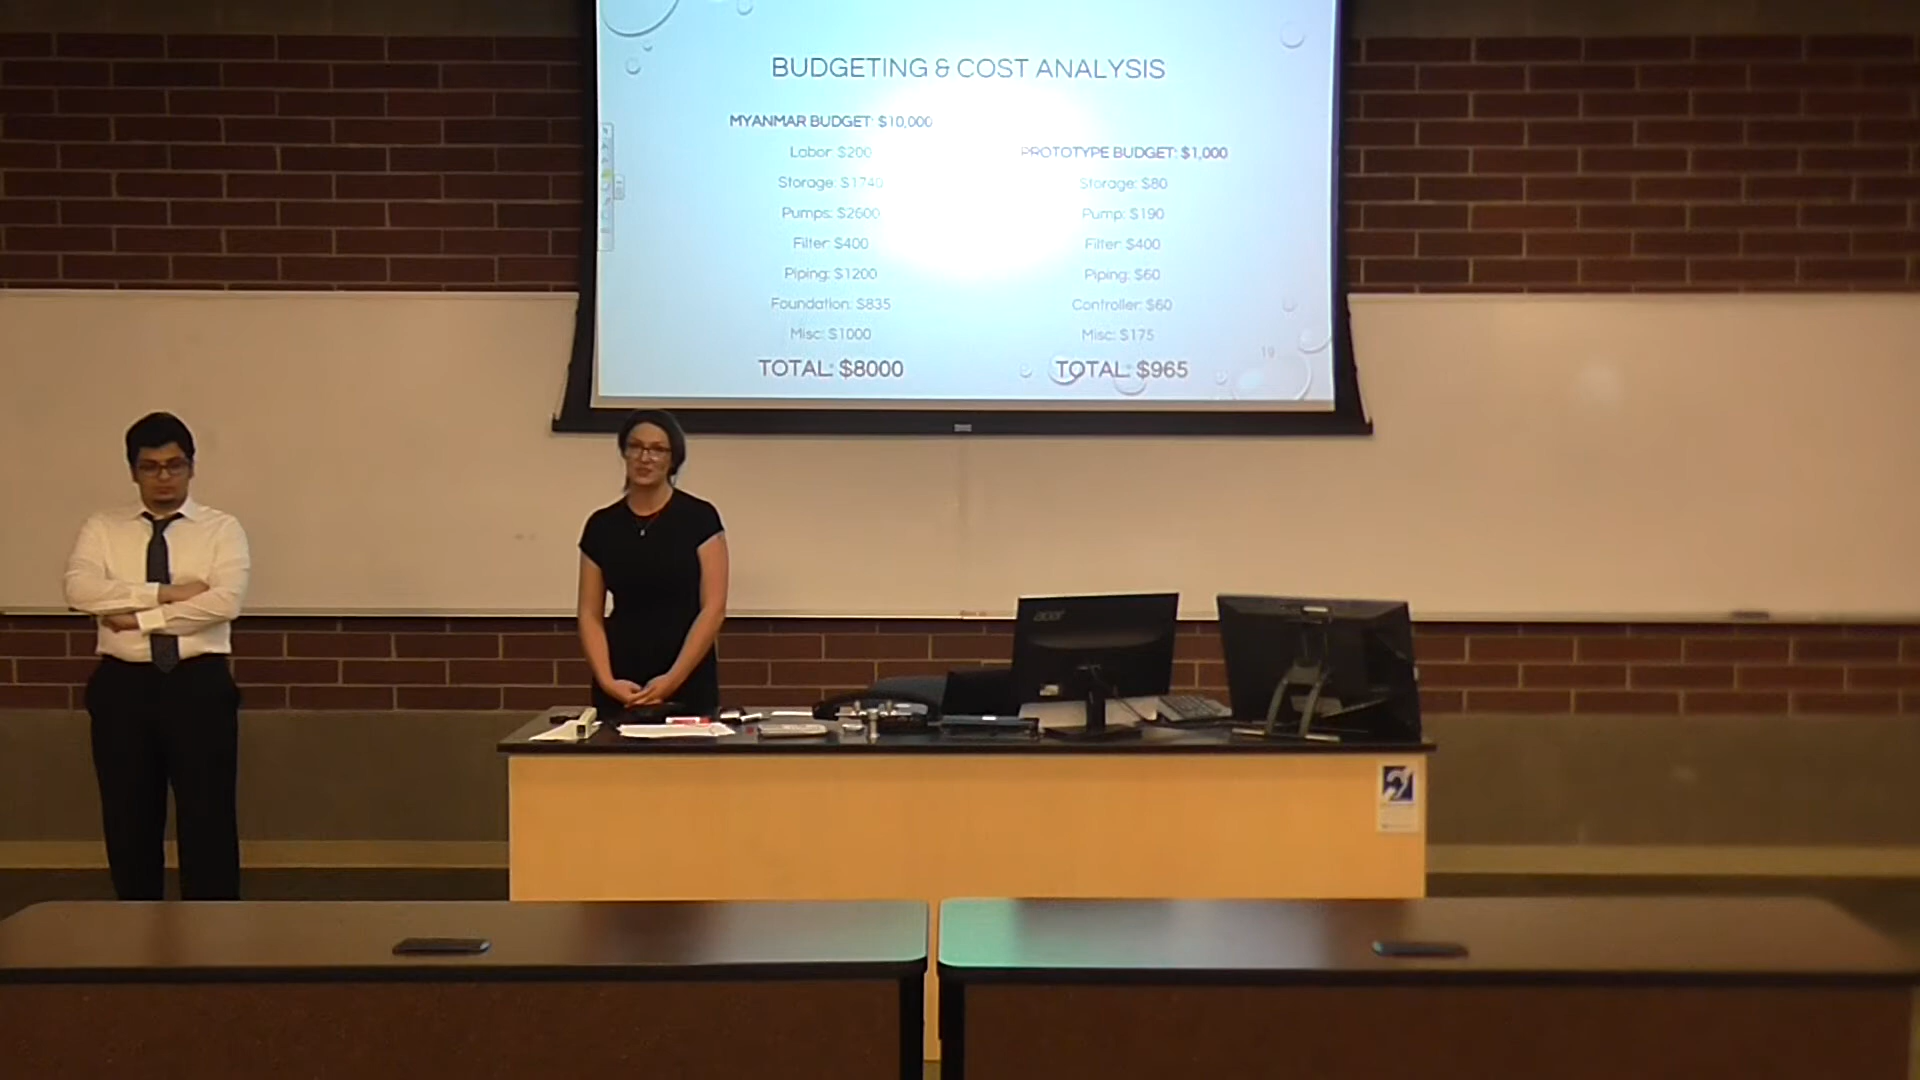 BUDGETING & COST ANALYSIS
MYANMAR BUDGET: $10,000
Labor: $200
Storage: $1740
Pumps: $2600
Filter: $400
Piping: $1200
Foundation: $835
Misc: $1000
TOTAL: $8000
PROTOTYPE BUDGET: $1,000
Storage: $80
Pump: $190
Filter: $400
Piping: $60
Controller: $60
Misc: $175
TOTAL: $965
19
acer